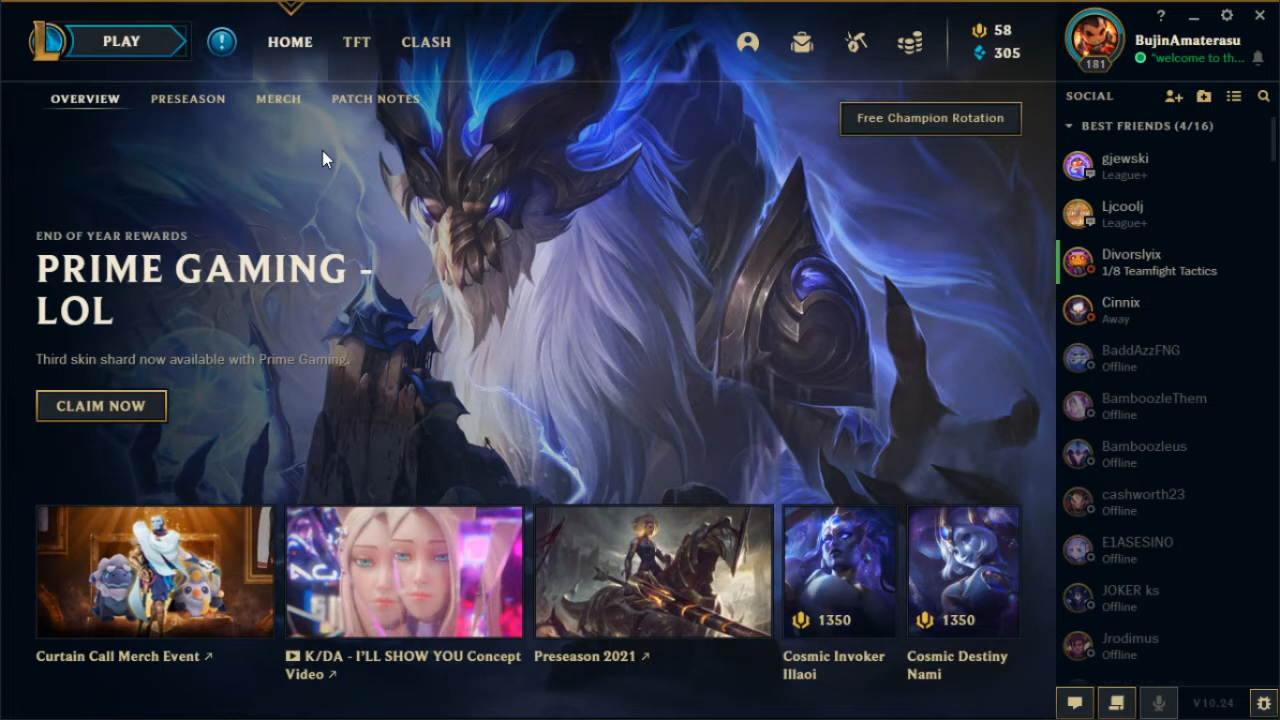 PLAY
HOME
TFT
CLASH
58
305
?
BujinAmaterasu
"welcome to th...
181
OVERVIEW
PRESEASON
MERCH
PATCH NOTES
Free Champion Rotation
END OF YEAR REWARDS
PRIME GAMING -
LOL
Third skin shard now available with Prime Gaming.
CLAIM NOW
1350
1350
Curtain Call Merch Event
K/DA - I'LL SHOW YOU Concept
Video
Preseason 2021
Cosmic Invoker
Illaoi
Cosmic Destiny
Nami
SOCIAL
BEST FRIENDS (4/16)
gjewski
League+
Ljcoolj
League+
Divorslyix
1/8 Teamfight Tactics
Cinnix
Away
BaddAzzFNG
Offline
BamboozleThem
Offline
Bamboozleus
Offline
cashworth23
Offline
E1ASESINO
Offline
JOKER ks
Offline
Jrodimus
Offline
V10.24